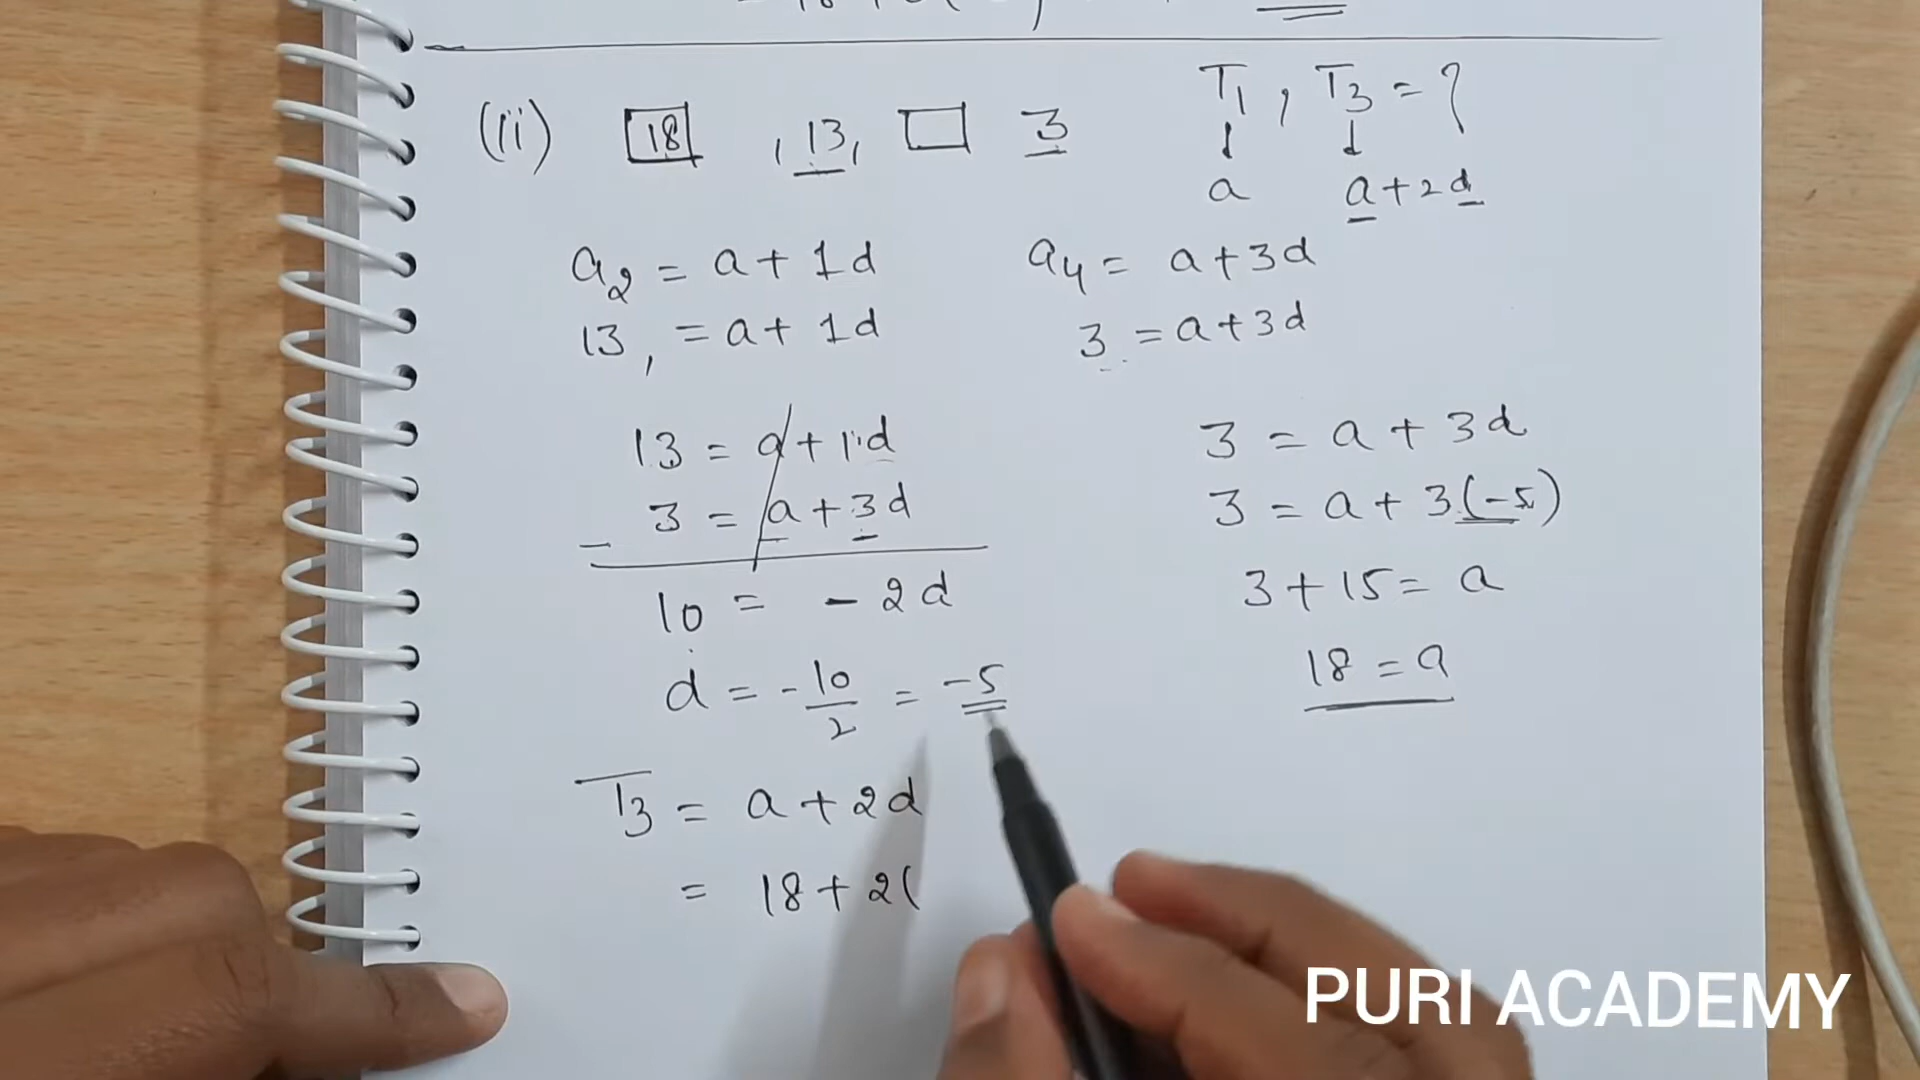 (ii) 18 , 13, 3
T1 , T3 = ?
a a + 2d
a2 = a + 1d
a4 = a + 3d
13, = a + 1d
3 = a + 3d
13 = a + 1d
3 = a + 3d
10 = - 2d
d = - 10/2 = -5
3 = a + 3d
3 = a + 3(-5)
3 + 15 = a
18 = a
T3 = a + 2d
= 18 + 2(
PURI ACADEMY